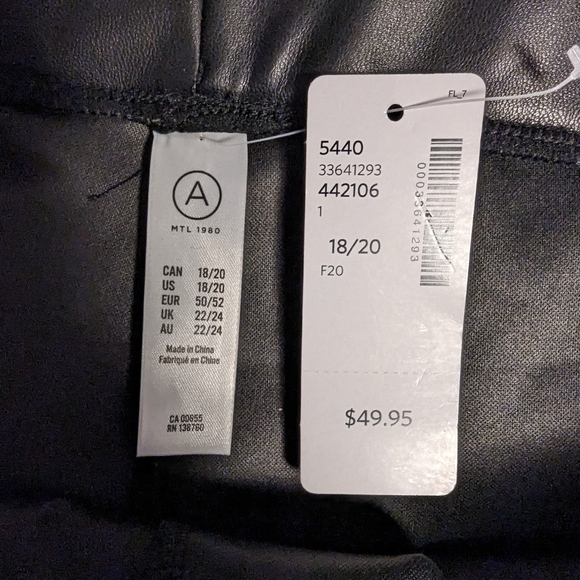 A
MTL 1980
CAN 18/20
US 18/20
EUR 50/52
UK 22/24
AU 22/24
Made in China
Fabriqué en Chine
CA 00855
RN 138760
FL_7
5440
33641293
442106
1
18/20
F20
00033641293
$49.95